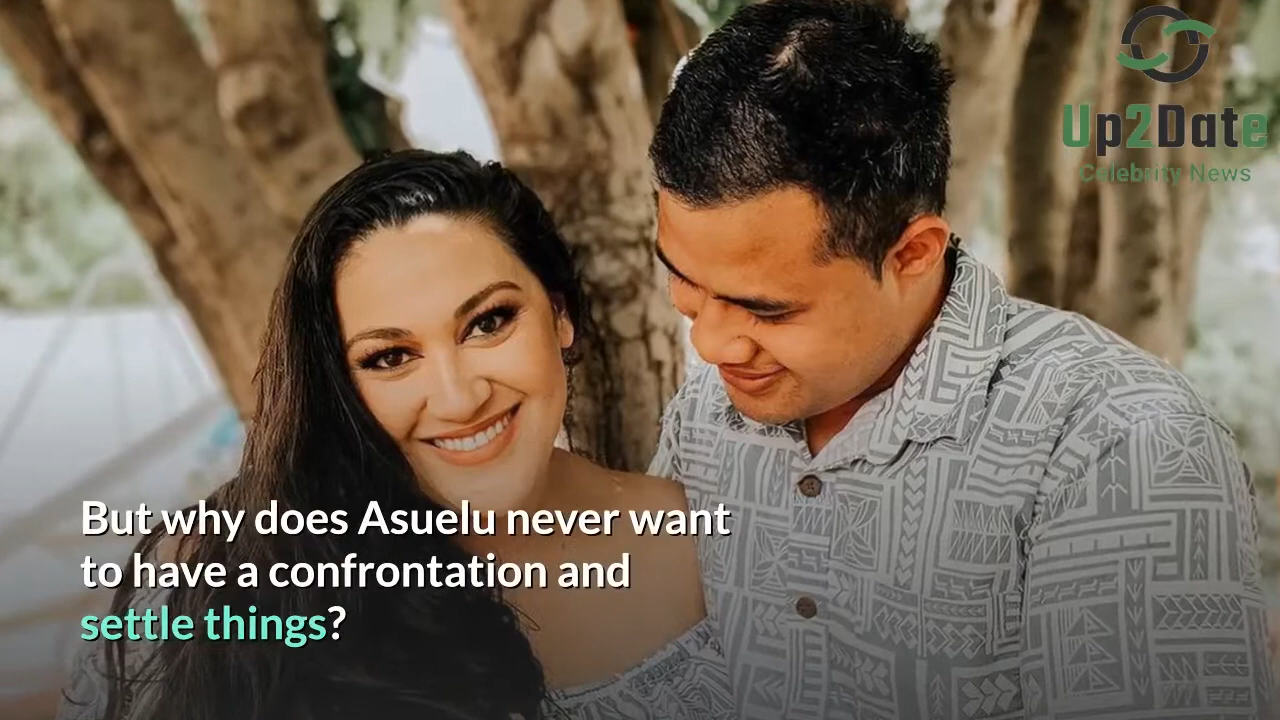 Up2Date
Celebrity News
But why does Asuelu never want
to have a confrontation and
settle things?